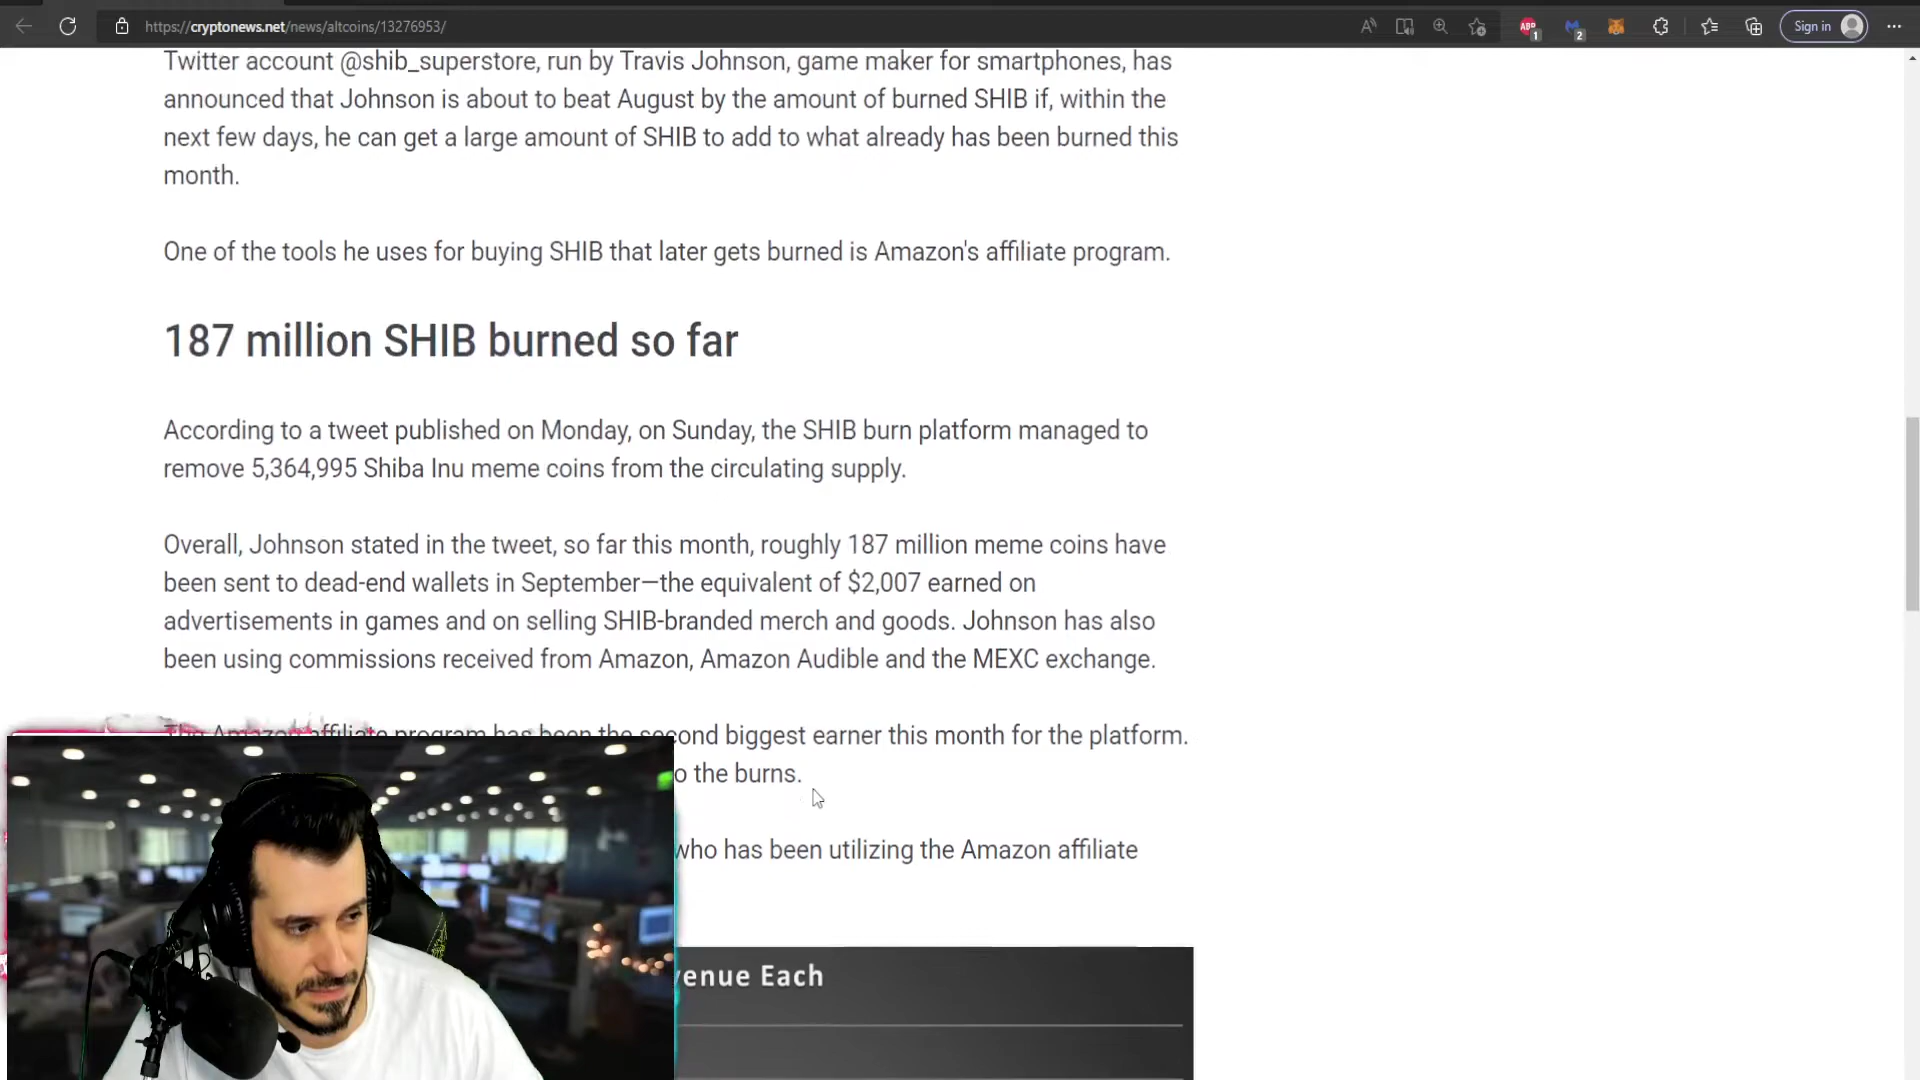 https://cryptonews.net/news/altcoins/13276953/
ABP
1
2
Sign in
Twitter account @shib_superstore, run by Travis Johnson, game maker for smartphones, has
announced that Johnson is about to beat August by the amount of burned SHIB if, within the
next few days, he can get a large amount of SHIB to add to what already has been burned this
month.
One of the tools he uses for buying SHIB that later gets burned is Amazon's affiliate program.
187 million SHIB burned so far
According to a tweet published on Monday, on Sunday, the SHIB burn platform managed to
remove 5,364,995 Shiba Inu meme coins from the circulating supply.
Overall, Johnson stated in the tweet, so far this month, roughly 187 million meme coins have
been sent to dead-end wallets in September—the equivalent of $2,007 earned on
advertisements in games and on selling SHIB-branded merch and goods. Johnson has also
been using commissions received from Amazon, Amazon Audible and the MEXC exchange.
The Amazon affiliate program has been the second biggest earner this month for the platform.
o the burns.
who has been utilizing the Amazon affiliate
venue Each